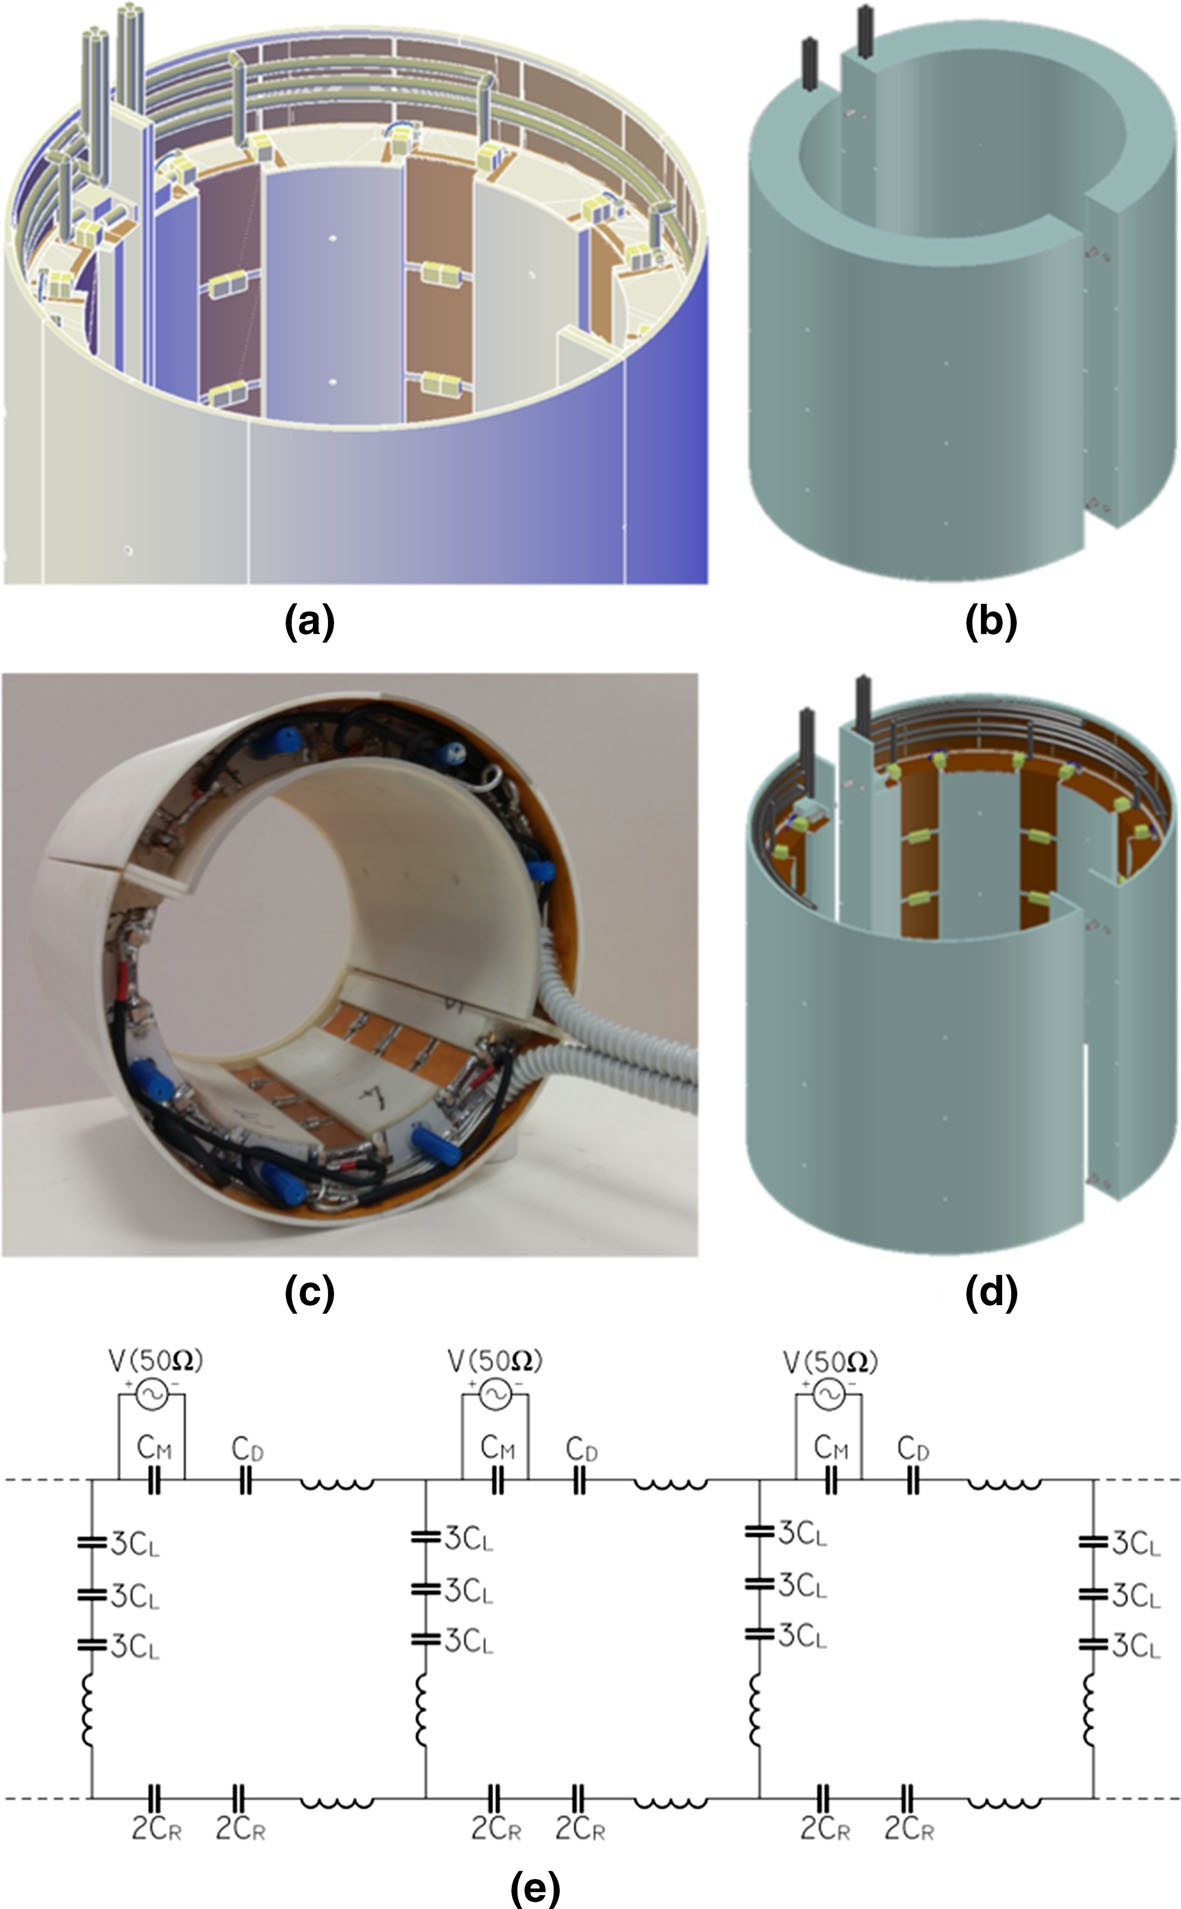 (a)
(b)
(c)
(d)
V(50Ω) V(50Ω) V(50Ω)
+ − + − + −
CM CD CM CD CM CD
3CL 3CL 3CL 3CL
3CL 3CL 3CL 3CL
3CL 3CL 3CL 3CL
2CR 2CR 2CR 2CR 2CR 2CR
(e)